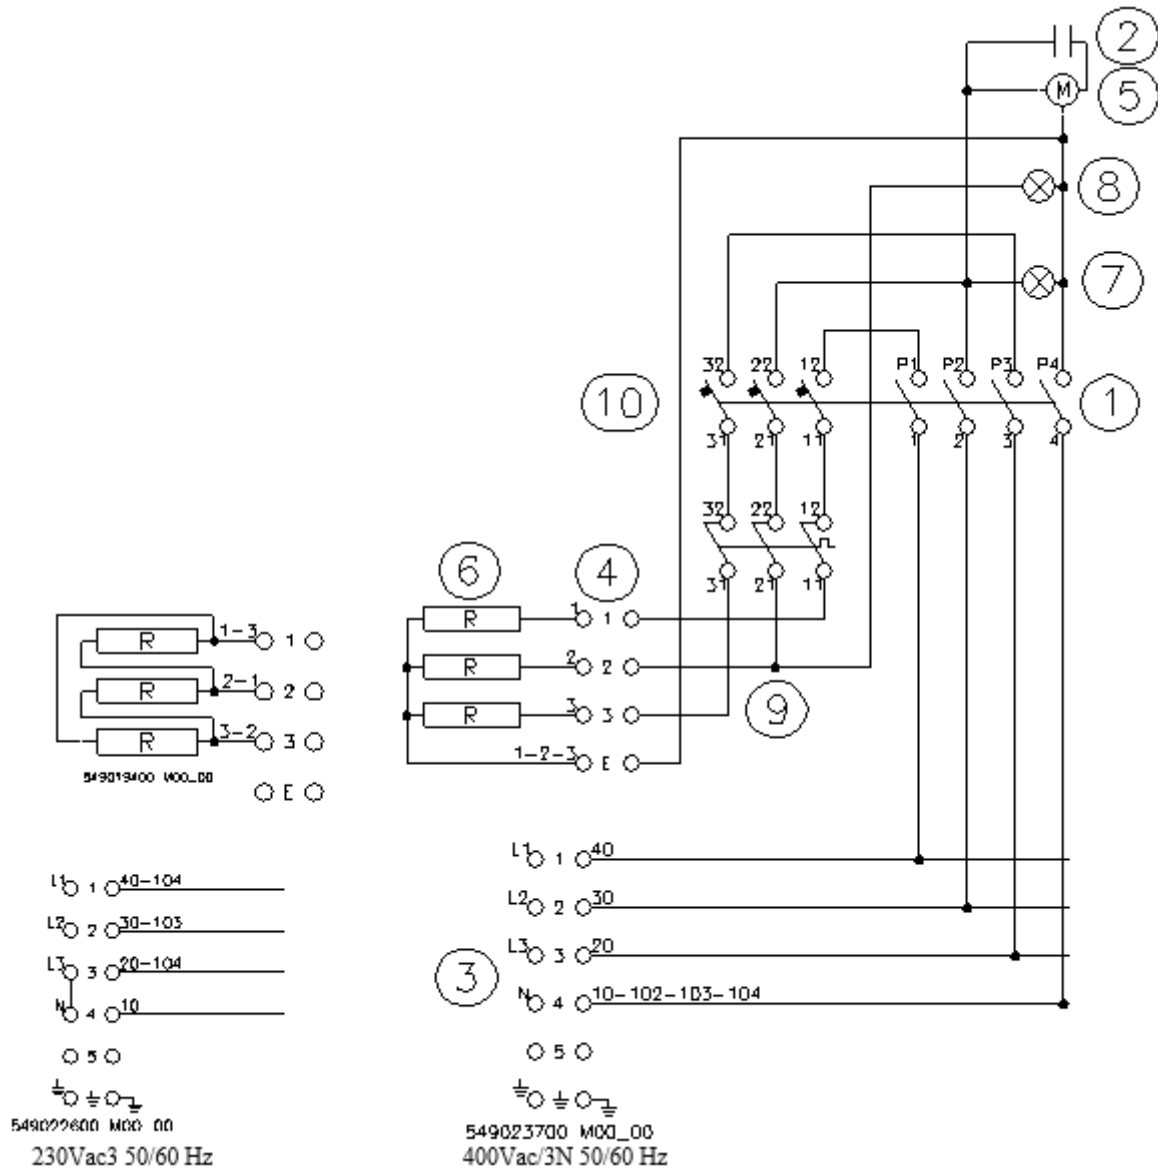 2
M
5
8
7
32 22 12 P1 P2 P3 P4
10
1
31 21 11 1 2 3 4
32 22 12
6
4
31 21 11
R 1 1
R 2 2
9
R 3 3
1-2-3 E
R 1-3 1
R 2-1 2
R 3-2 3
549019400 M00_00
E
L1 1 40
L2 2 30
L3 3 20
3
N 4 10-102-103-104
5
549023700 M00_00
400Vac/3N 50/60 Hz
L1 1 40-104
L2 2 30-103
L3 3 20-104
N 4 10
5
549022600 M00_00
230Vac3 50/60 Hz